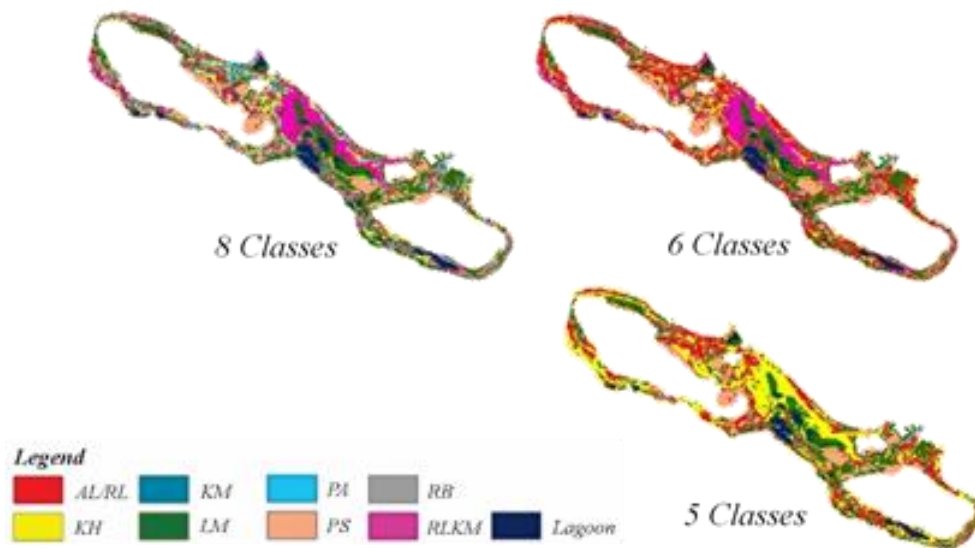 8 Classes
6 Classes
5 Classes
Legend
AL/RL KM PA RB
KH LM PS RLKM Lagoon